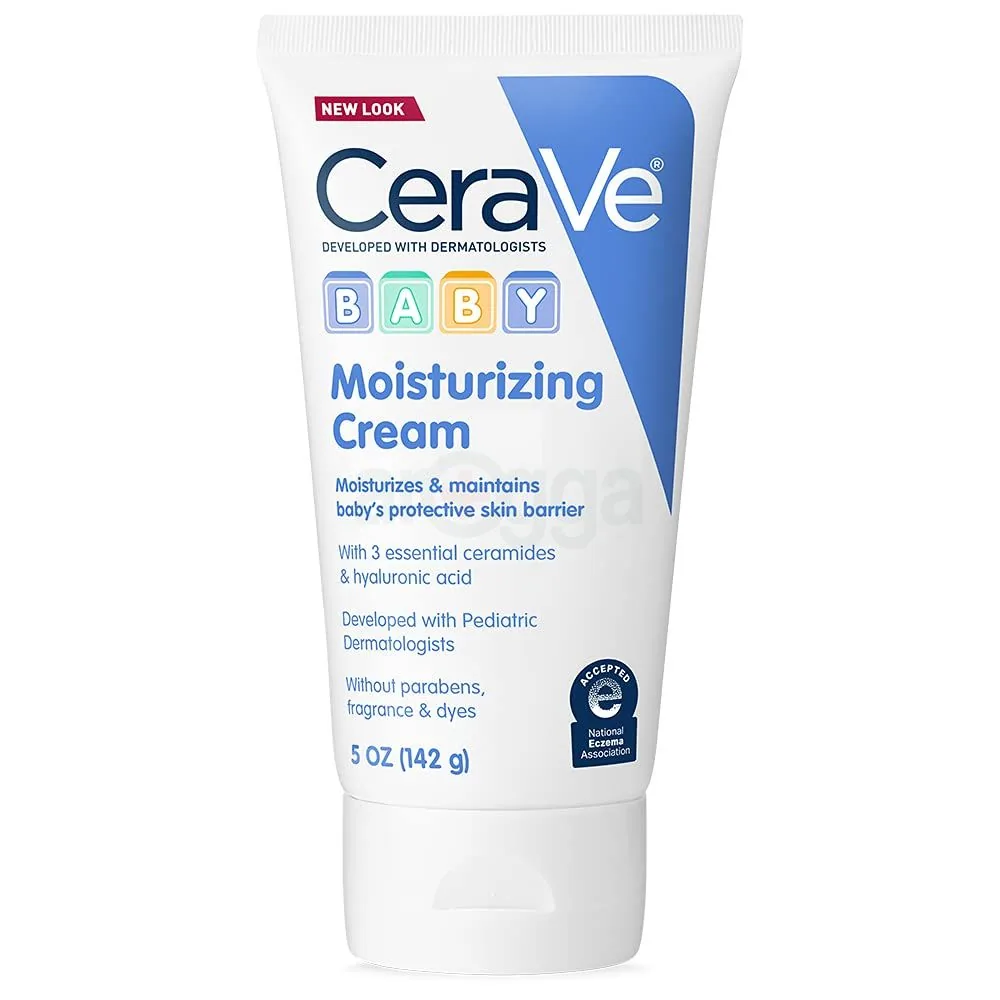 NEW LOOK
CeraVe®
DEVELOPED WITH DERMATOLOGISTS
BABY
Moisturizing
Cream
Moisturizes & maintains
baby's protective skin barrier
arogga
With 3 essential ceramides
& hyaluronic acid
Developed with Pediatric
Dermatologists
Without parabens,
fragrance & dyes
5 OZ (142 g)
ACCEPTED
e
National
Eczema
Association